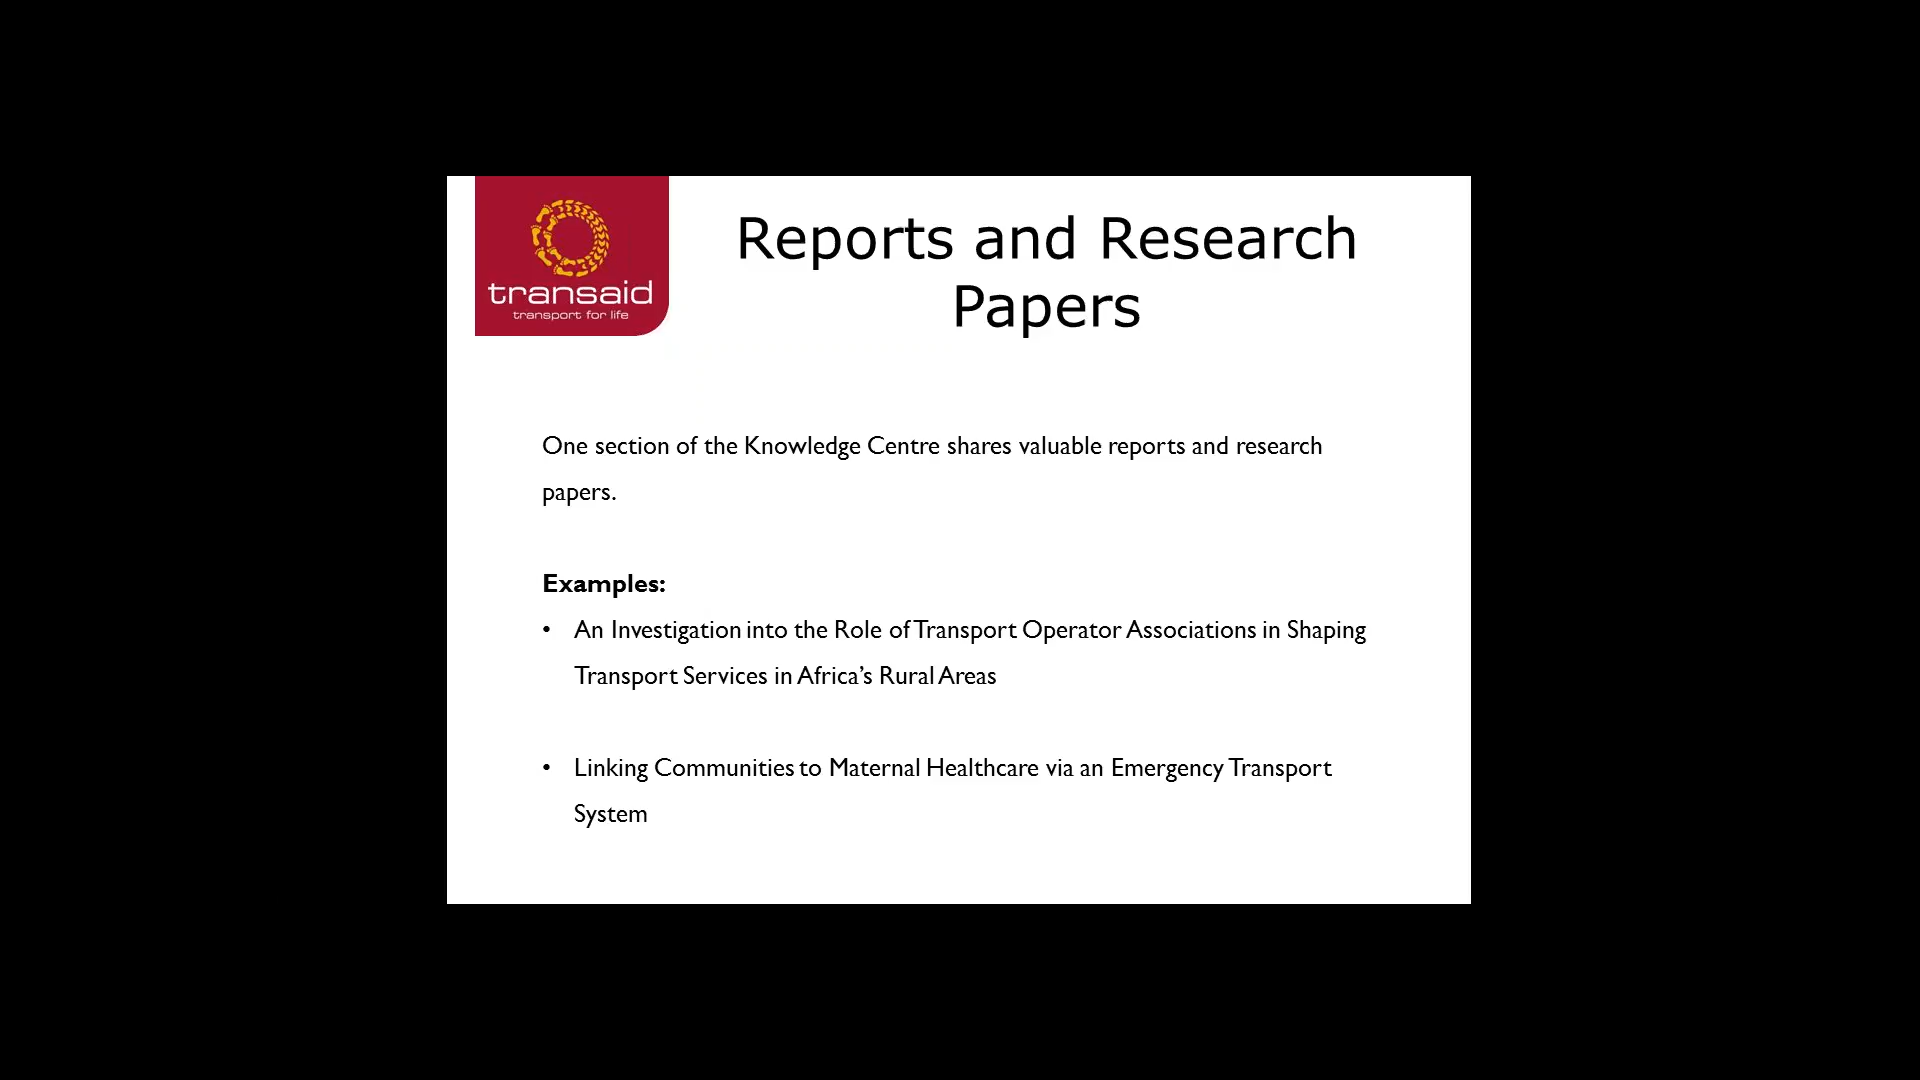 transaid
transport for life
Reports and Research
Papers
One section of the Knowledge Centre shares valuable reports and research
papers.
Examples:
• An Investigation into the Role of Transport Operator Associations in Shaping
Transport Services in Africa’s Rural Areas
• Linking Communities to Maternal Healthcare via an Emergency Transport
System